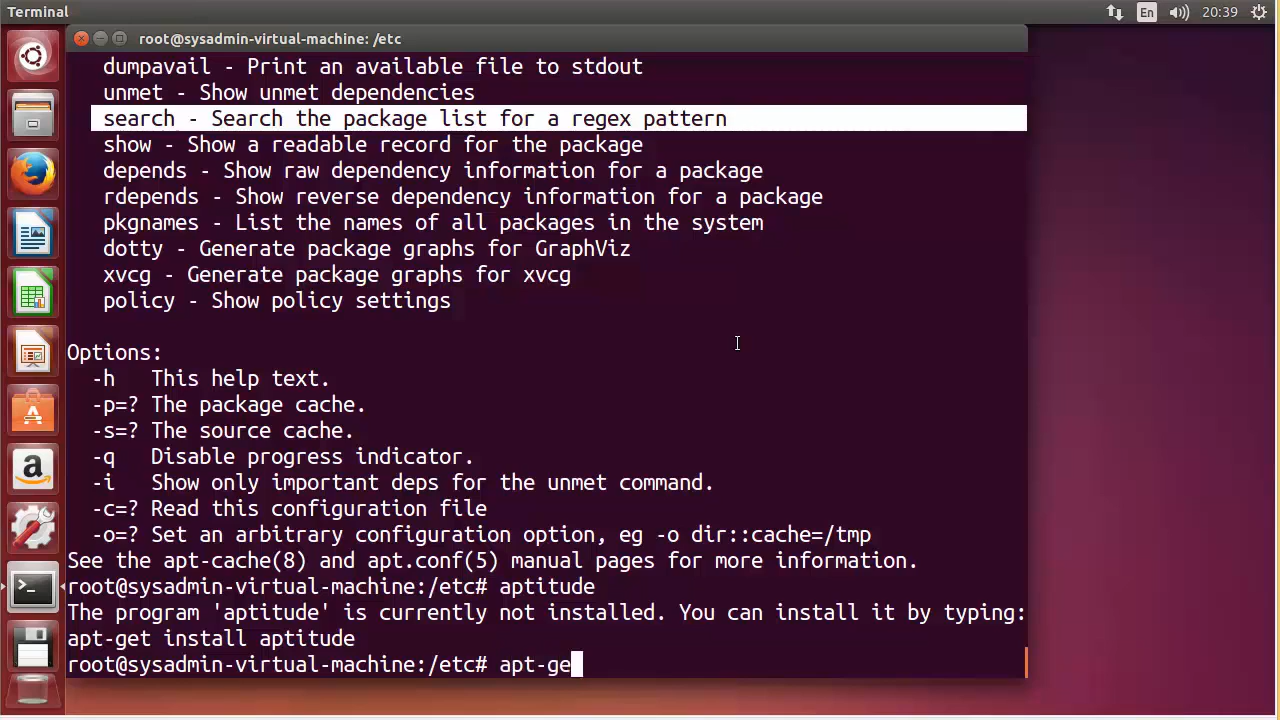 Terminal
En
20:39
root@sysadmin-virtual-machine: /etc
dumpavail - Print an available file to stdout
unmet - Show unmet dependencies
search - Search the package list for a regex pattern
show - Show a readable record for the package
depends - Show raw dependency information for a package
rdepends - Show reverse dependency information for a package
pkgnames - List the names of all packages in the system
dotty - Generate package graphs for GraphViz
xvcg - Generate package graphs for xvcg
policy - Show policy settings
Options:
-h   This help text.
-p=? The package cache.
-s=? The source cache.
-q   Disable progress indicator.
-i   Show only important deps for the unmet command.
-c=? Read this configuration file
-o=? Set an arbitrary configuration option, eg -o dir::cache=/tmp
See the apt-cache(8) and apt.conf(5) manual pages for more information.
root@sysadmin-virtual-machine:/etc# aptitude
The program 'aptitude' is currently not installed. You can install it by typing:
apt-get install aptitude
root@sysadmin-virtual-machine:/etc# apt-ge